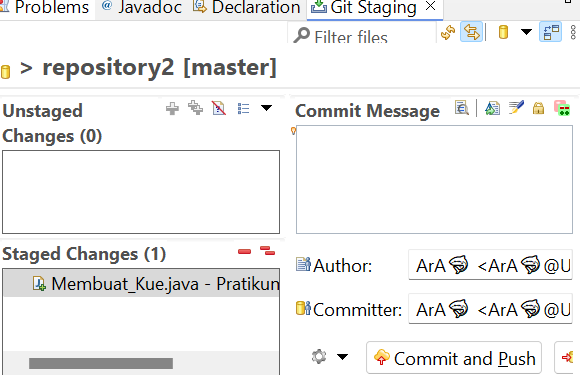 Problems @ Javadoc Declaration Git Staging
Filter files
> repository2 [master]
Unstaged Changes (0)
Commit Message
Staged Changes (1)
Membuat_Kue.java - Pratikun
Author: ArA <ArA @U
Committer: ArA <ArA @U
Commit and Push